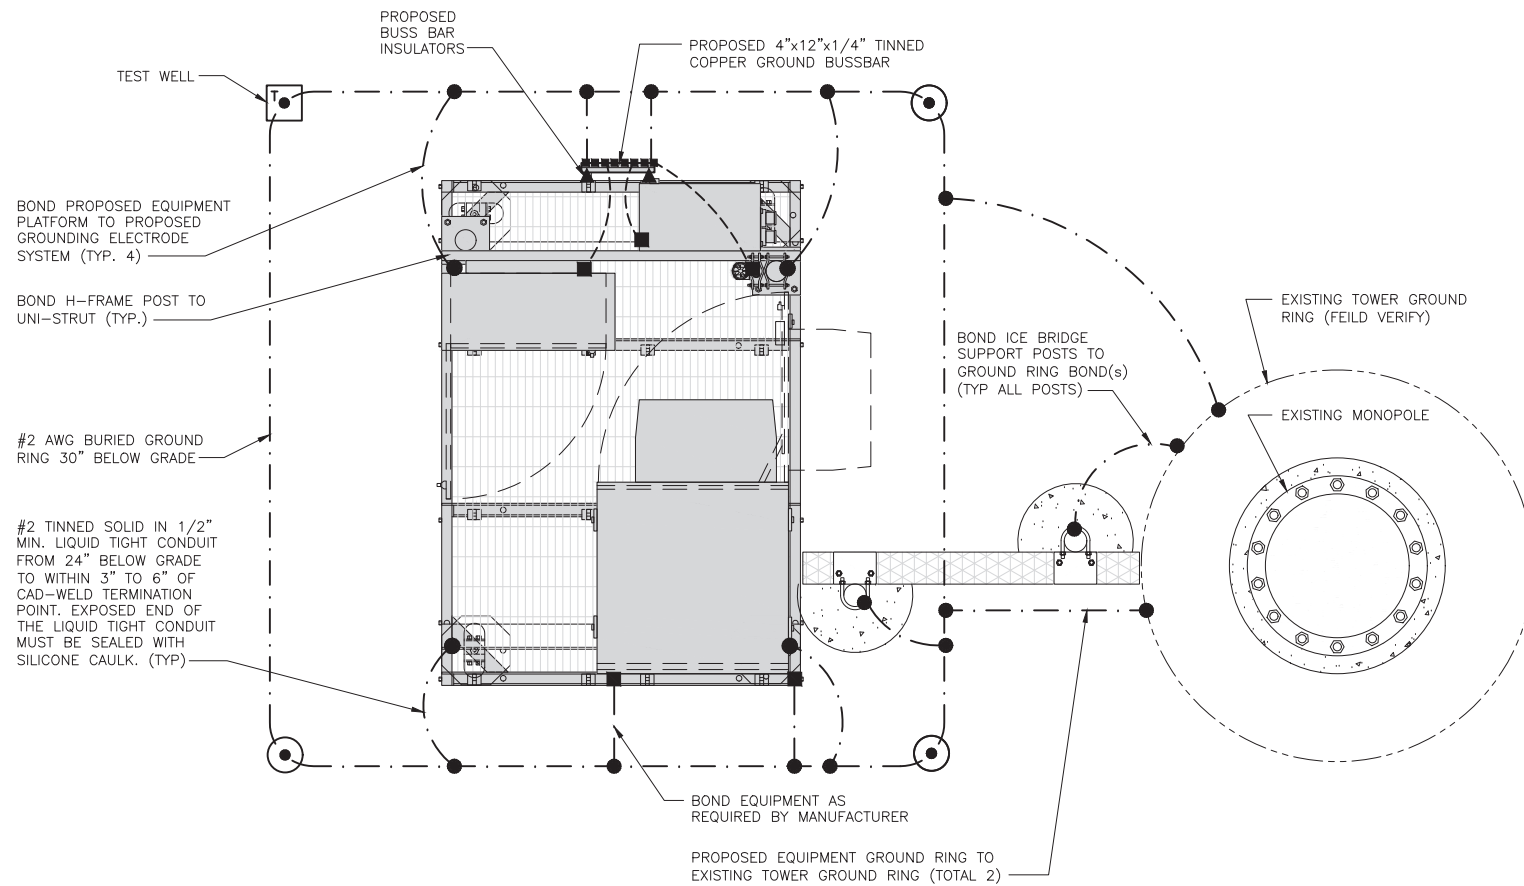 PROPOSED
BUSS BAR
INSULATORS
PROPOSED 4"x12"x1/4" TINNED
COPPER GROUND BUSSBAR
TEST WELL
T
BOND PROPOSED EQUIPMENT
PLATFORM TO PROPOSED
GROUNDING ELECTRODE
SYSTEM (TYP. 4)
BOND H-FRAME POST TO
UNI-STRUT (TYP.)
#2 AWG BURIED GROUND
RING 30" BELOW GRADE
#2 TINNED SOLID IN 1/2"
MIN. LIQUID TIGHT CONDUIT
FROM 24" BELOW GRADE
TO WITHIN 3" TO 6" OF
CAD-WELD TERMINATION
POINT. EXPOSED END OF
THE LIQUID TIGHT CONDUIT
MUST BE SEALED WITH
SILICONE CAULK. (TYP)
EXISTING TOWER GROUND
RING (FEILD VERIFY)
BOND ICE BRIDGE
SUPPORT POSTS TO
GROUND RING BOND(s)
(TYP ALL POSTS)
EXISTING MONOPOLE
BOND EQUIPMENT AS
REQUIRED BY MANUFACTURER
PROPOSED EQUIPMENT GROUND RING TO
EXISTING TOWER GROUND RING (TOTAL 2)